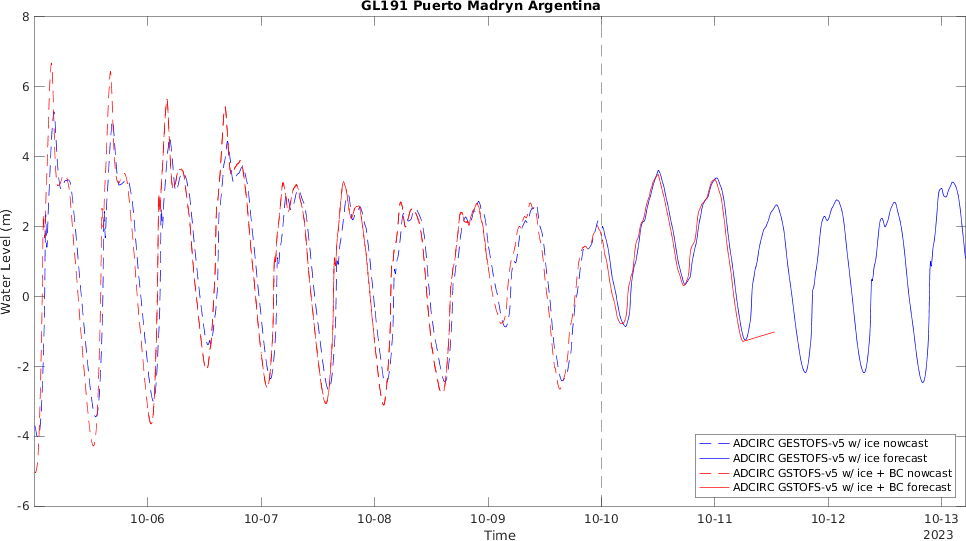 GL191 Puerto Madryn Argentina
8
6
4
2
0
-2
-4
-6
Water Level (m)
10-06
10-07
10-08
10-09
10-10
10-11
10-12
10-13
Time
2023
ADCIRC GESTOFS-v5 w/ ice nowcast
ADCIRC GESTOFS-v5 w/ ice forecast
ADCIRC GSTOFS-v5 w/ ice + BC nowcast
ADCIRC GSTOFS-v5 w/ ice + BC forecast